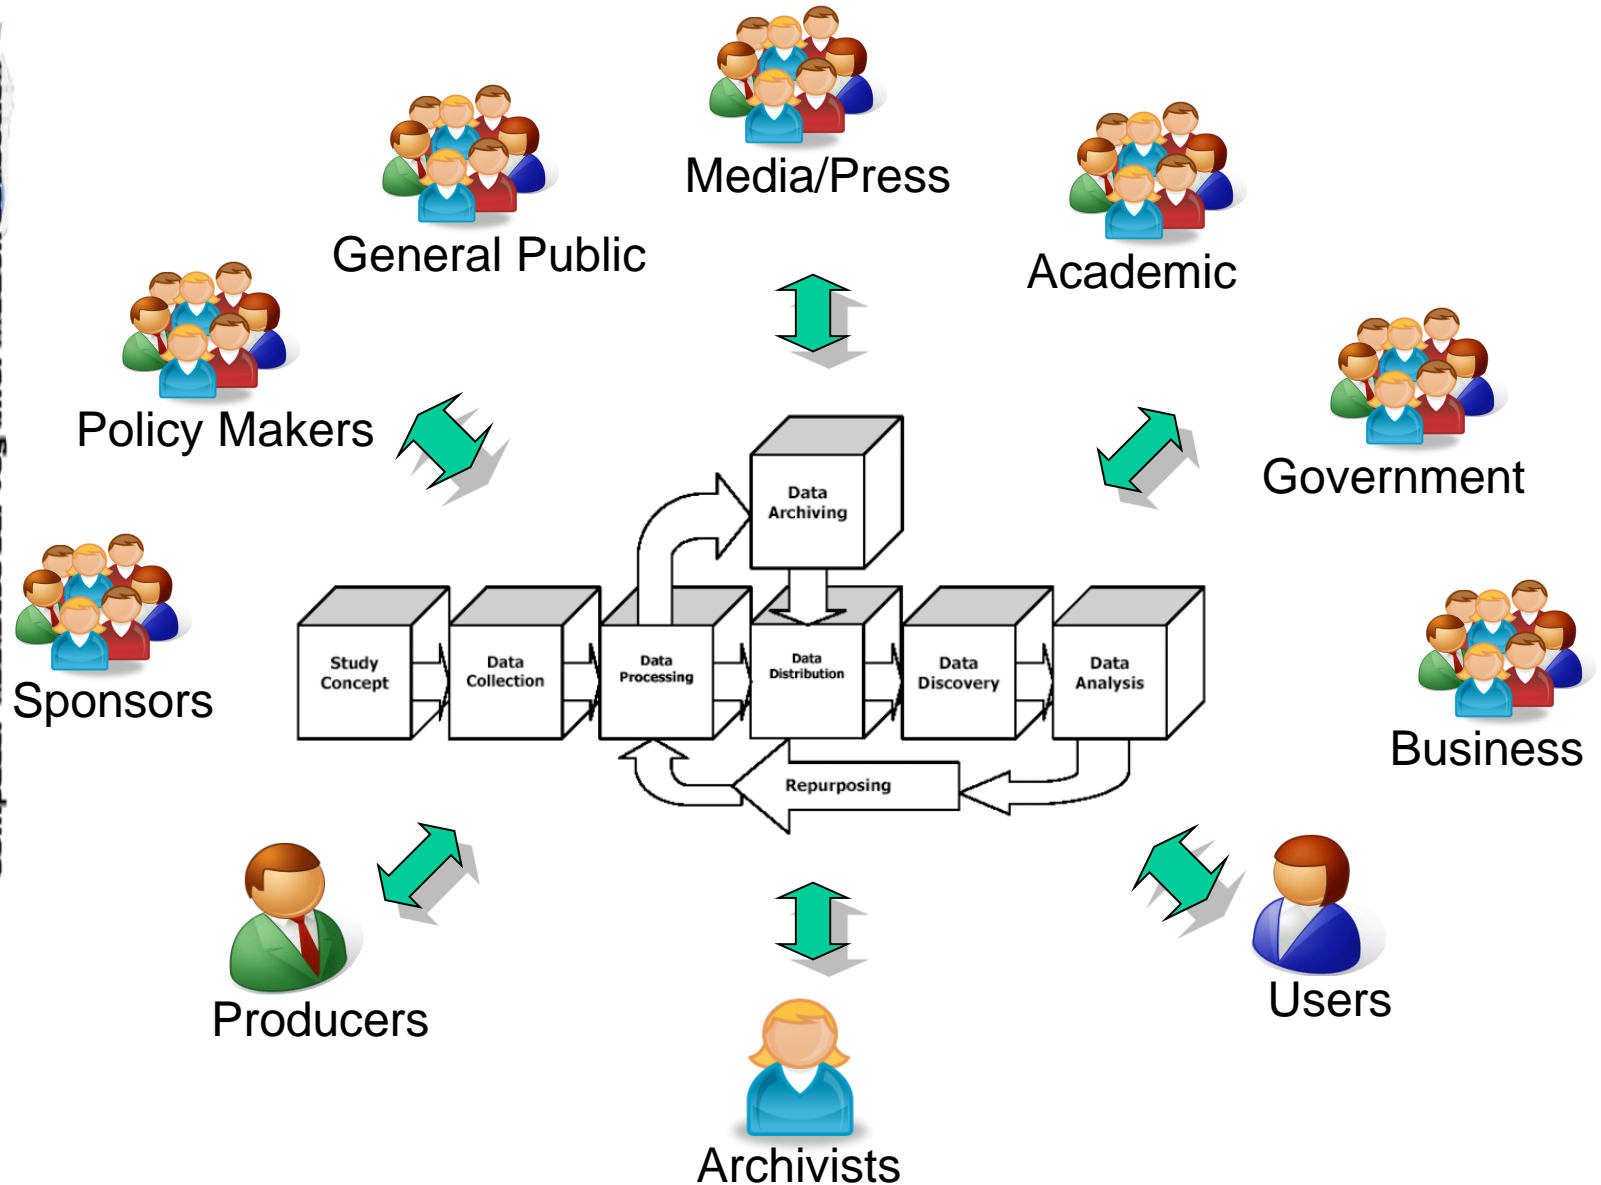 Media/Press
General Public
Academic
Policy Makers
Government
Sponsors
Business
Data
Archiving
Study
Concept
Data
Collection
Data
Processing
Data
Distribution
Data
Discovery
Data
Analysis
Repurposing
Producers
Users
Archivists